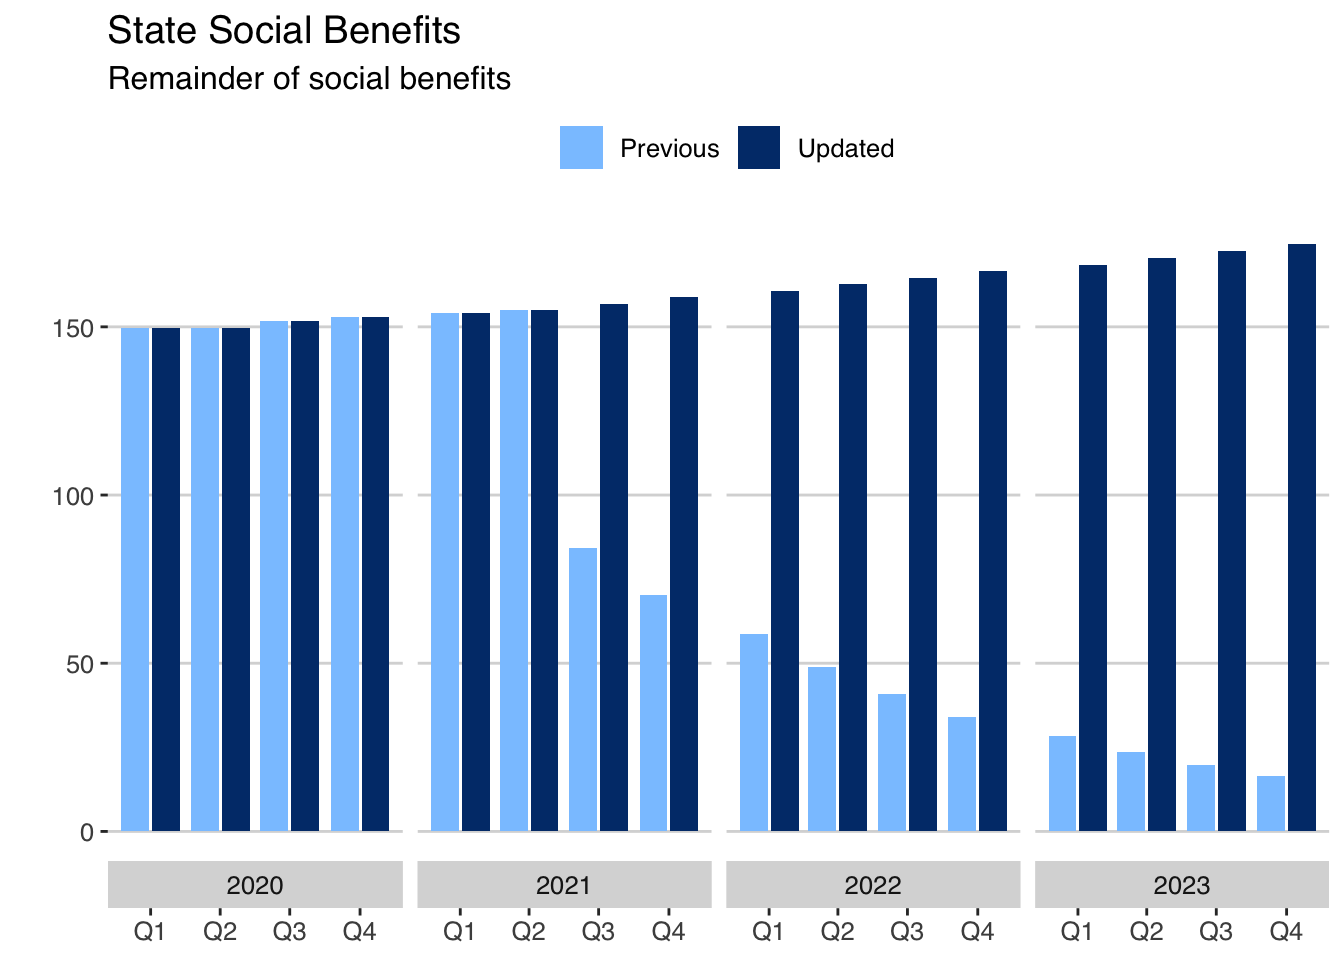 State Social Benefits
Remainder of social benefits
Previous Updated
150
100
50
0
2020 2021 2022 2023
Q1 Q2 Q3 Q4 Q1 Q2 Q3 Q4 Q1 Q2 Q3 Q4 Q1 Q2 Q3 Q4